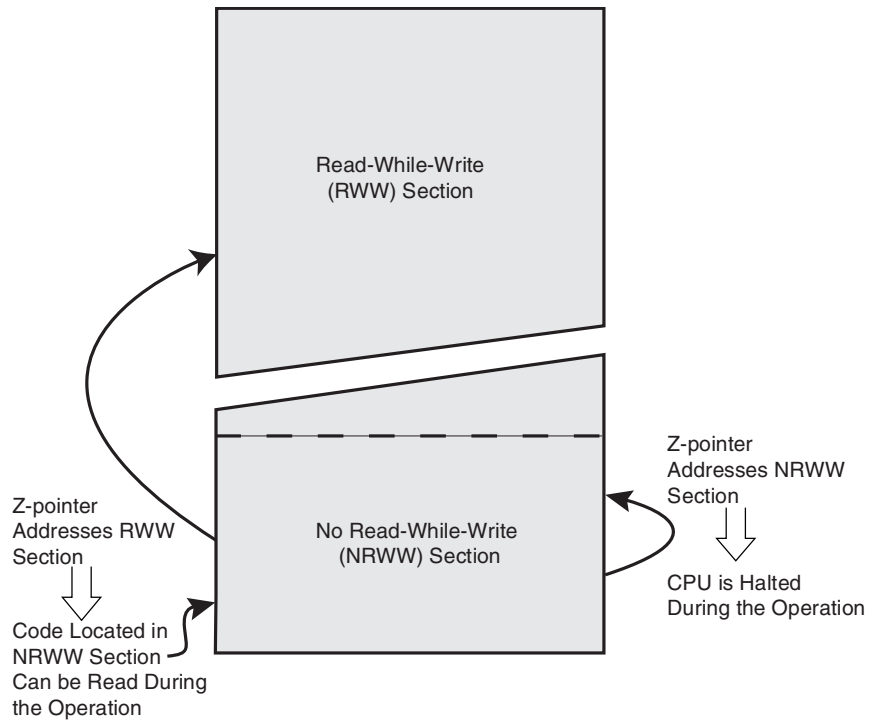 Read-While-Write
(RWW) Section
Z-pointer
Addresses NRWW
Section
Z-pointer
Addresses RWW
Section
No Read-While-Write
(NRWW) Section
CPU is Halted
During the Operation
Code Located in
NRWW Section
Can be Read During
the Operation